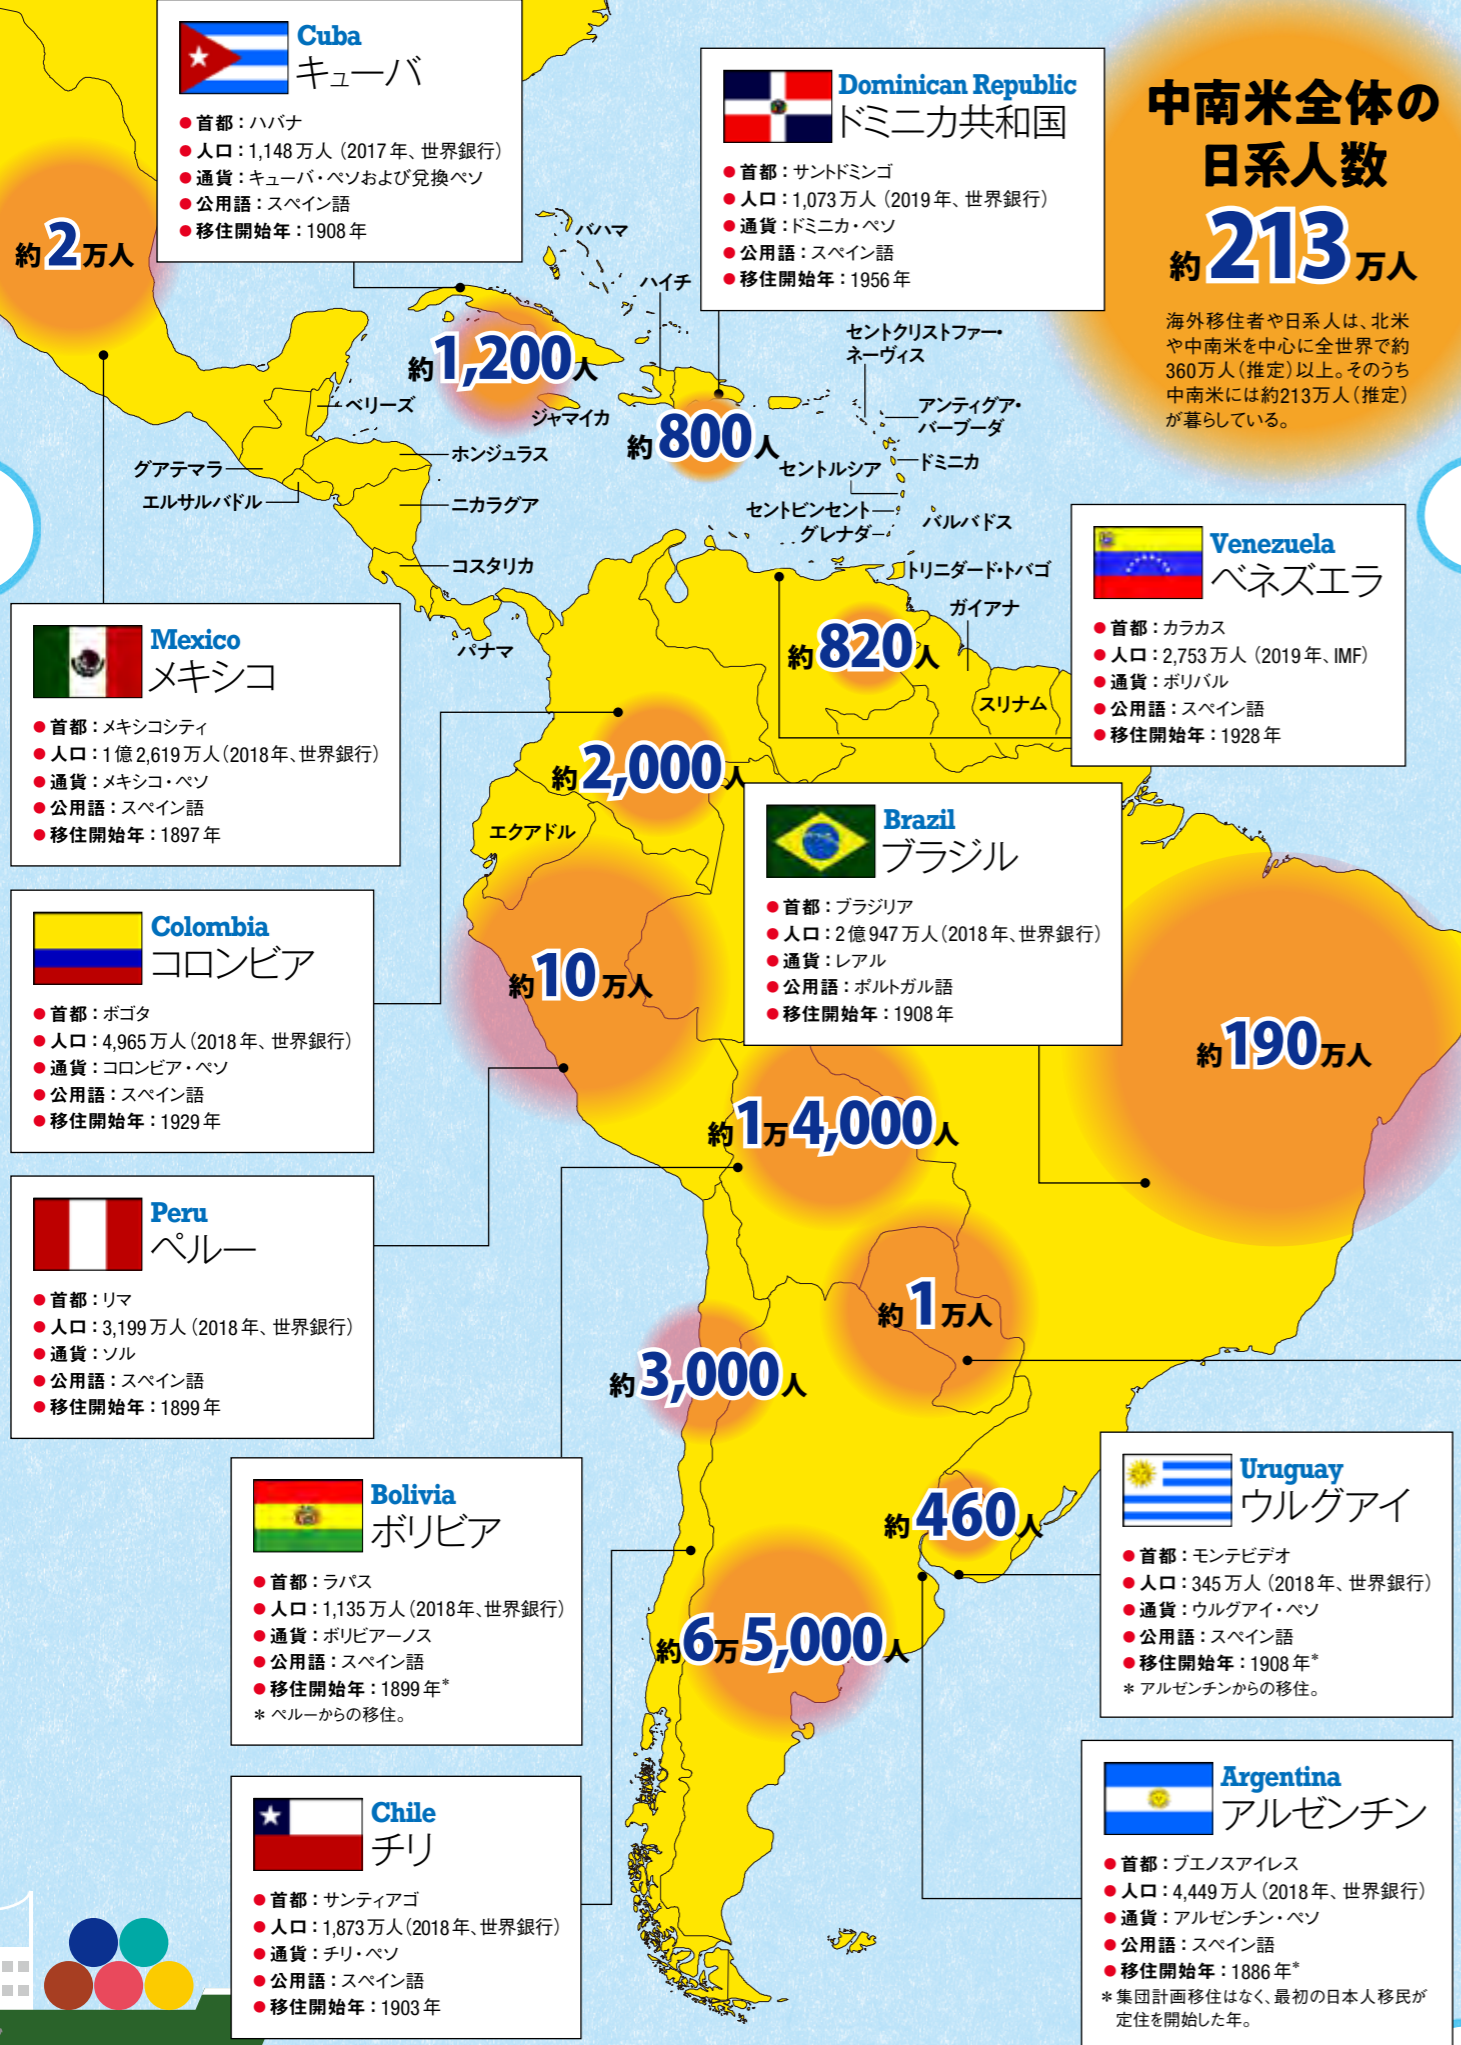 Cuba
キューバ
●首都：ハバナ
●人口：1,148万人（2017年、世界銀行）
●通貨：キューバ・ペソおよび兌換ペソ
●公用語：スペイン語
●移住開始年：1908年
Dominican Republic
ドミニカ共和国
●首都：サントドミンゴ
●人口：1,073万人（2019年、世界銀行）
●通貨：ドミニカ・ペソ
●公用語：スペイン語
●移住開始年：1956年
中南米全体の
日系人数
約213万人
海外移住者や日系人は、北米
や中南米を中心に全世界で約
360万人（推定）以上。そのうち
中南米には約213万人（推定）
が暮らしている。
約2万人
バハマ
ハイチ
約1,200人
セントクリストファー・
ネーヴィス
ベリーズ
ジャマイカ
アンティグア・
バーブーダ
約800人
ホンジュラス
グアテマラ
セントルシア
ドミニカ
エルサルバドル
ニカラグア
セントビンセント
グレナダ
バルバドス
コスタリカ
トリニダード・トバゴ
ガイアナ
パナマ
約820人
スリナム
Venezuela
ベネズエラ
●首都：カラカス
●人口：2,753万人（2019年、IMF）
●通貨：ボリバル
●公用語：スペイン語
●移住開始年：1928年
Mexico
メキシコ
●首都：メキシコシティ
●人口：1億2,619万人（2018年、世界銀行）
●通貨：メキシコ・ペソ
●公用語：スペイン語
●移住開始年：1897年
約2,000人
エクアドル
Brazil
ブラジル
●首都：ブラジリア
●人口：2億947万人（2018年、世界銀行）
●通貨：レアル
●公用語：ポルトガル語
●移住開始年：1908年
Colombia
コロンビア
●首都：ボゴタ
●人口：4,965万人（2018年、世界銀行）
●通貨：コロンビア・ペソ
●公用語：スペイン語
●移住開始年：1929年
約10万人
約190万人
約1万4,000人
Peru
ペルー
●首都：リマ
●人口：3,199万人（2018年、世界銀行）
●通貨：ソル
●公用語：スペイン語
●移住開始年：1899年
約1万人
約3,000人
Bolivia
ボリビア
●首都：ラパス
●人口：1,135万人（2018年、世界銀行）
●通貨：ボリビアーノス
●公用語：スペイン語
●移住開始年：1899年*
＊ペルーからの移住。
約460人
Uruguay
ウルグアイ
●首都：モンテビデオ
●人口：345万人（2018年、世界銀行）
●通貨：ウルグアイ・ペソ
●公用語：スペイン語
●移住開始年：1908年*
＊アルゼンチンからの移住。
約6万5,000人
Chile
チリ
●首都：サンティアゴ
●人口：1,873万人（2018年、世界銀行）
●通貨：チリ・ペソ
●公用語：スペイン語
●移住開始年：1903年
Argentina
アルゼンチン
●首都：ブエノスアイレス
●人口：4,449万人（2018年、世界銀行）
●通貨：アルゼンチン・ペソ
●公用語：スペイン語
●移住開始年：1886年*
＊集団計画移住はなく、最初の日本人移民が
定住を開始した年。